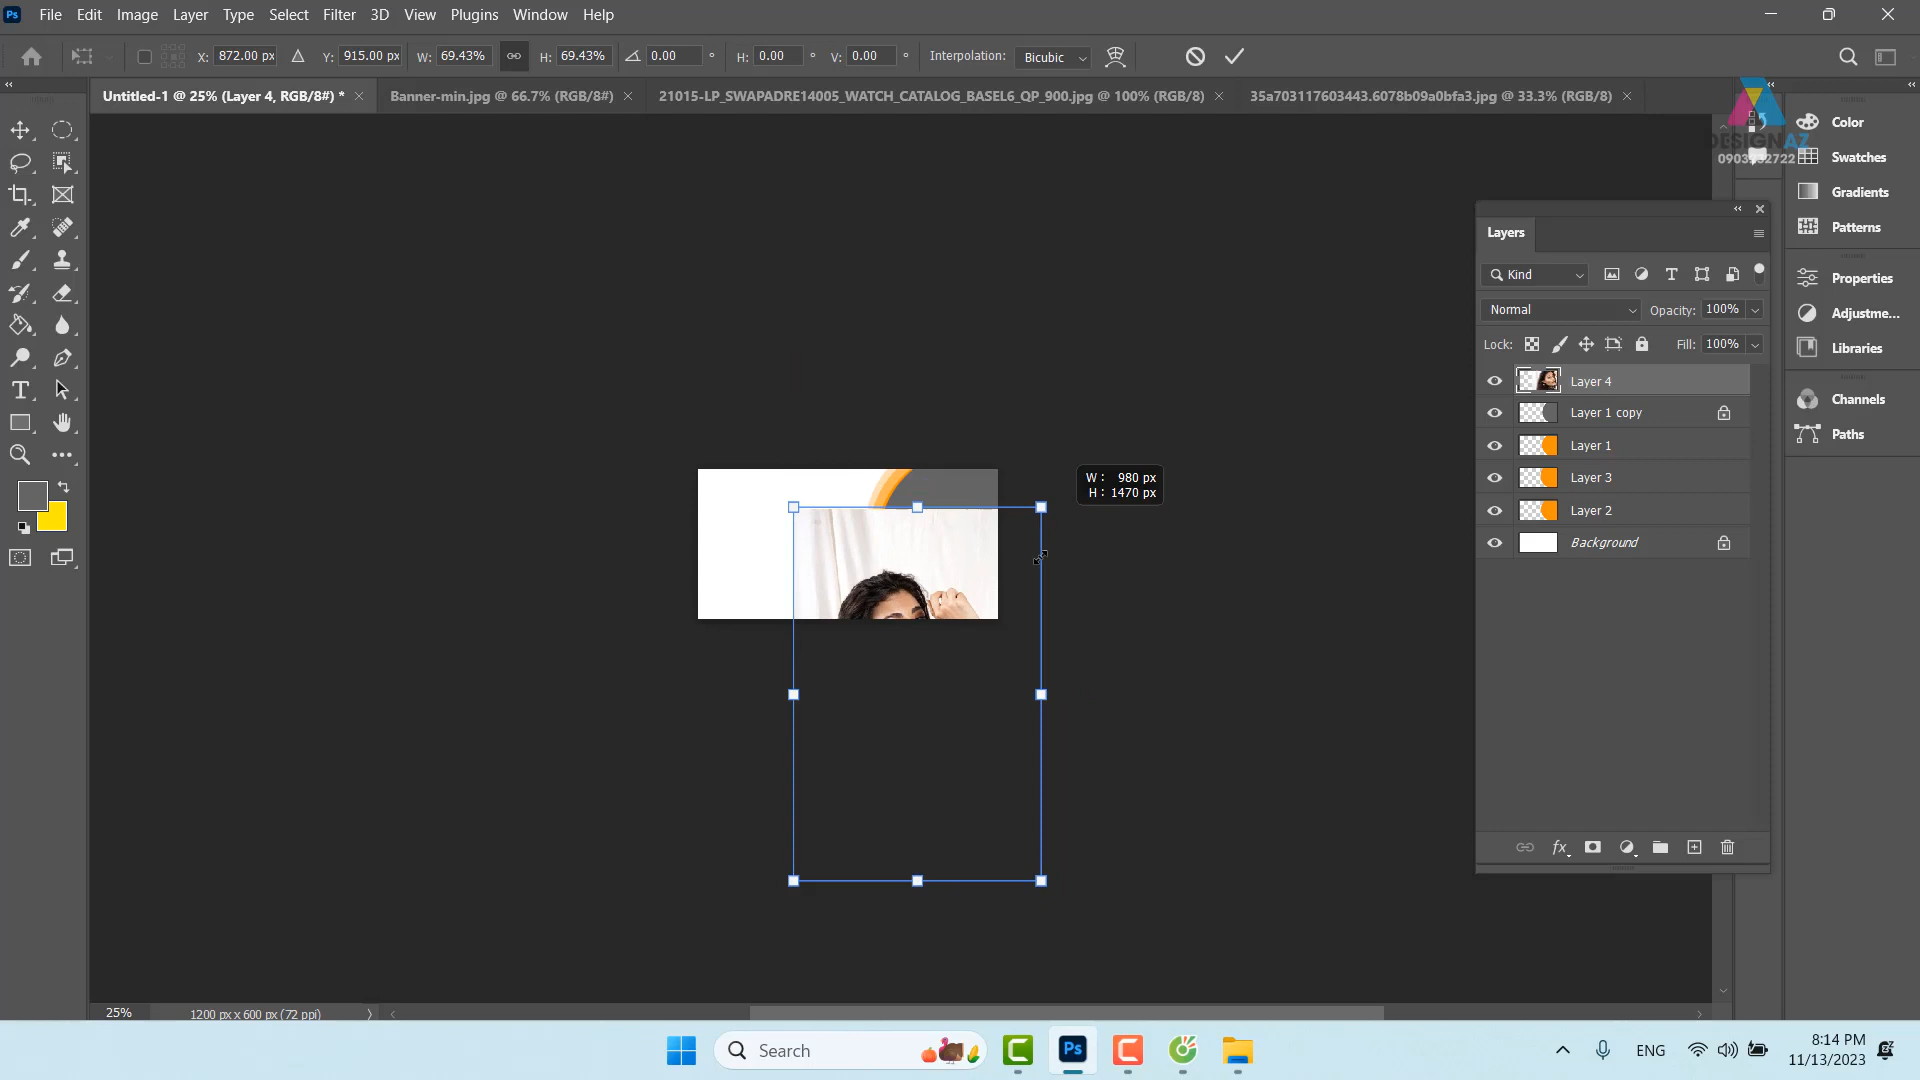 Ps File Edit Image Layer Type Select Filter 3D View Plugins Window Help
X: 872.00 px Y: 915.00 px W: 69.43% H: 69.43% 0.00 ° H: 0.00 ° V: 0.00 ° Interpolation: Bicubic
Untitled-1 @ 25% (Layer 4, RGB/8#) * Banner-min.jpg @ 66.7% (RGB/8#) 21015-LP_SWAPADRE14005_WATCH_CATALOG_BASEL6_QP_900.jpg @ 100% (RGB/8) 35a703117603443.6078b09a0bfa3.jpg @ 33.3% (RGB/8)
DESIGN AZ
Color
Swatches
Gradients
Patterns
Properties
Adjustme...
Libraries
Channels
Paths
Layers
Kind
Normal Opacity: 100%
Lock: Fill: 100%
Layer 4
Layer 1 copy
Layer 1
Layer 3
Layer 2
Background
fx
W: 980 px
H: 1470 px
25% 1200 px x 600 px (72 ppi)
Search
Ps
ENG
8:14 PM
11/13/2023